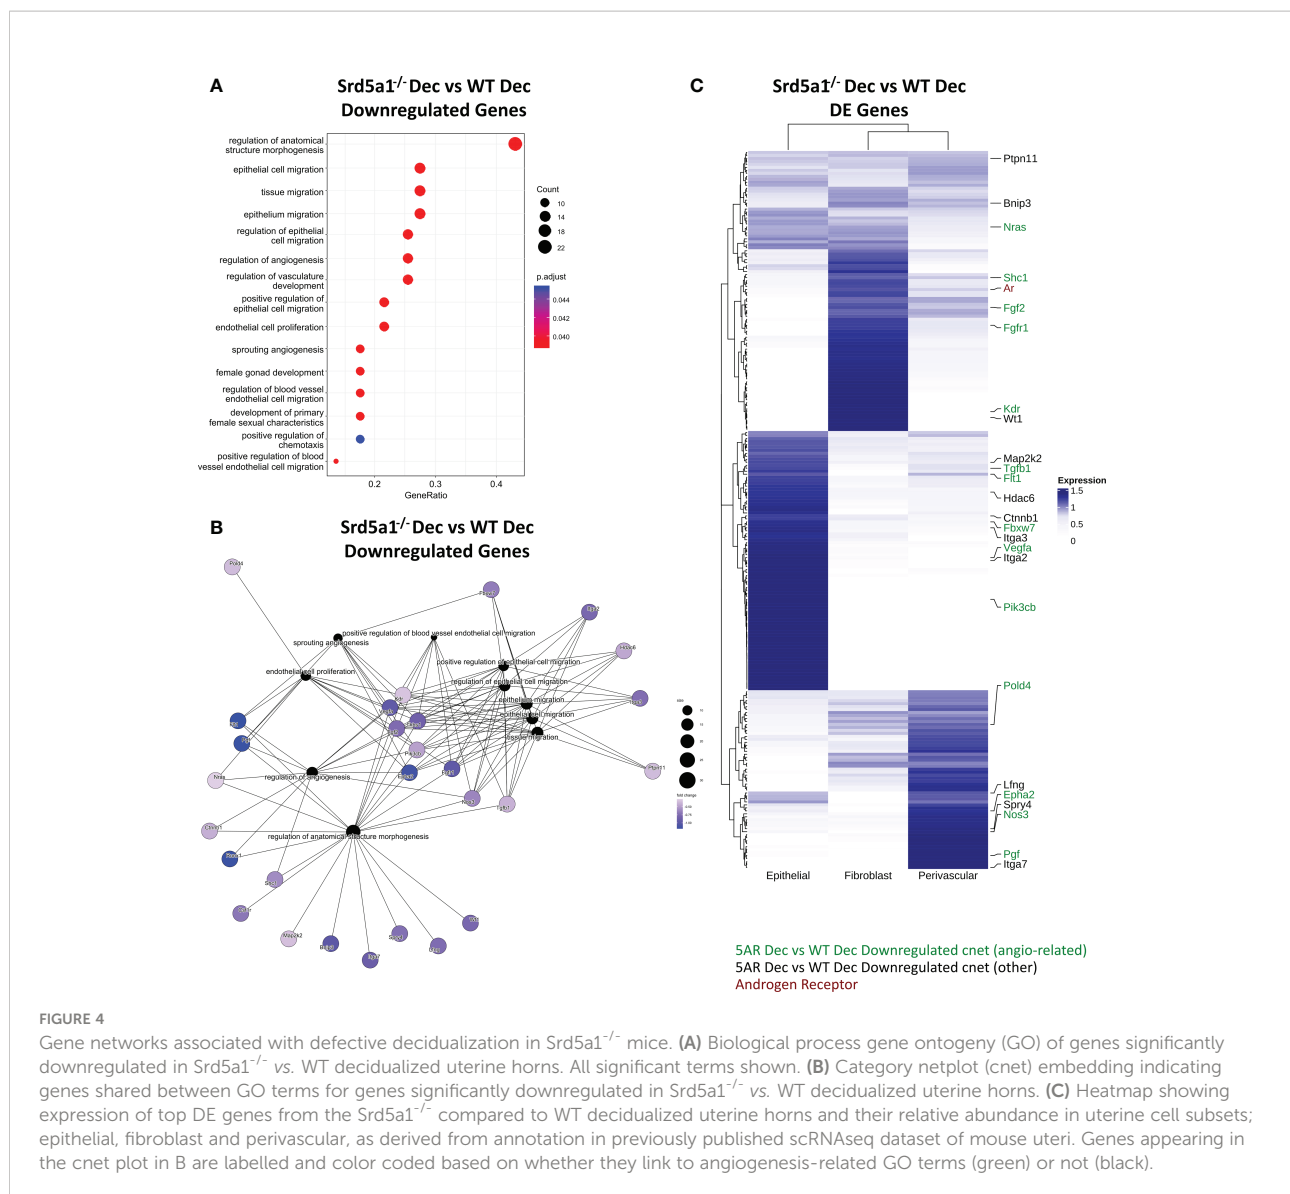 A
Srd5a1-/- Dec vs WT Dec
Downregulated Genes
regulation of anatomical
structure morphogenesis
epithelial cell migration
tissue migration
epithelium migration
regulation of epithelial
cell migration
regulation of angiogenesis
regulation of vasculature
development
positive regulation of
epithelial cell migration
endothelial cell proliferation
sprouting angiogenesis
female gonad development
regulation of blood vessel
endothelial cell migration
development of primary
female sexual characteristics
positive regulation of
chemotaxis
positive regulation of blood
vessel endothelial cell migration
0.2
0.3
0.4
GeneRatio
Count
10
14
18
22
p.adjust
0.044
0.042
0.040
B
Srd5a1-/- Dec vs WT Dec
Downregulated Genes
Pold4
positive regulation of blood vessel endothelial cell migration
sprouting angiogenesis
endothelial cell proliferation
positive regulation of epithelial cell migration
regulation of epithelial cell migration
epithelium migration
epithelial cell migration
tissue migration
Hdac6
Ptpn11
Nras
regulation of angiogenesis
regulation of anatomical structure morphogenesis
Map2k2
size
fold change
C
Srd5a1-/- Dec vs WT Dec
DE Genes
Ptpn11
Bnip3
Nras
Shc1
Ar
Fgf2
Fgfr1
Kdr
Wt1
Map2k2
Tgfb1
Flt1
Hdac6
Ctnnb1
Fbxw7
Itga3
Vegfa
Itga2
Pik3cb
Pold4
Lfng
Epha2
Spry4
Nos3
Pgf
Itga7
Epithelial Fibroblast Perivascular
Expression
1.5
1
0.5
0
5AR Dec vs WT Dec Downregulated cnet (angio-related)
5AR Dec vs WT Dec Downregulated cnet (other)
Androgen Receptor
FIGURE 4
Gene networks associated with defective decidualization in Srd5a1-/- mice. (A) Biological process gene ontogeny (GO) of genes significantly
downregulated in Srd5a1-/- vs. WT decidualized uterine horns. All significant terms shown. (B) Category netplot (cnet) embedding indicating
genes shared between GO terms for genes significantly downregulated in Srd5a1-/- vs. WT decidualized uterine horns. (C) Heatmap showing
expression of top DE genes from the Srd5a1-/- compared to WT decidualized uterine horns and their relative abundance in uterine cell subsets;
epithelial, fibroblast and perivascular, as derived from annotation in previously published scRNAseq dataset of mouse uteri. Genes appearing in
the cnet plot in B are labelled and color coded based on whether they link to angiogenesis-related GO terms (green) or not (black).